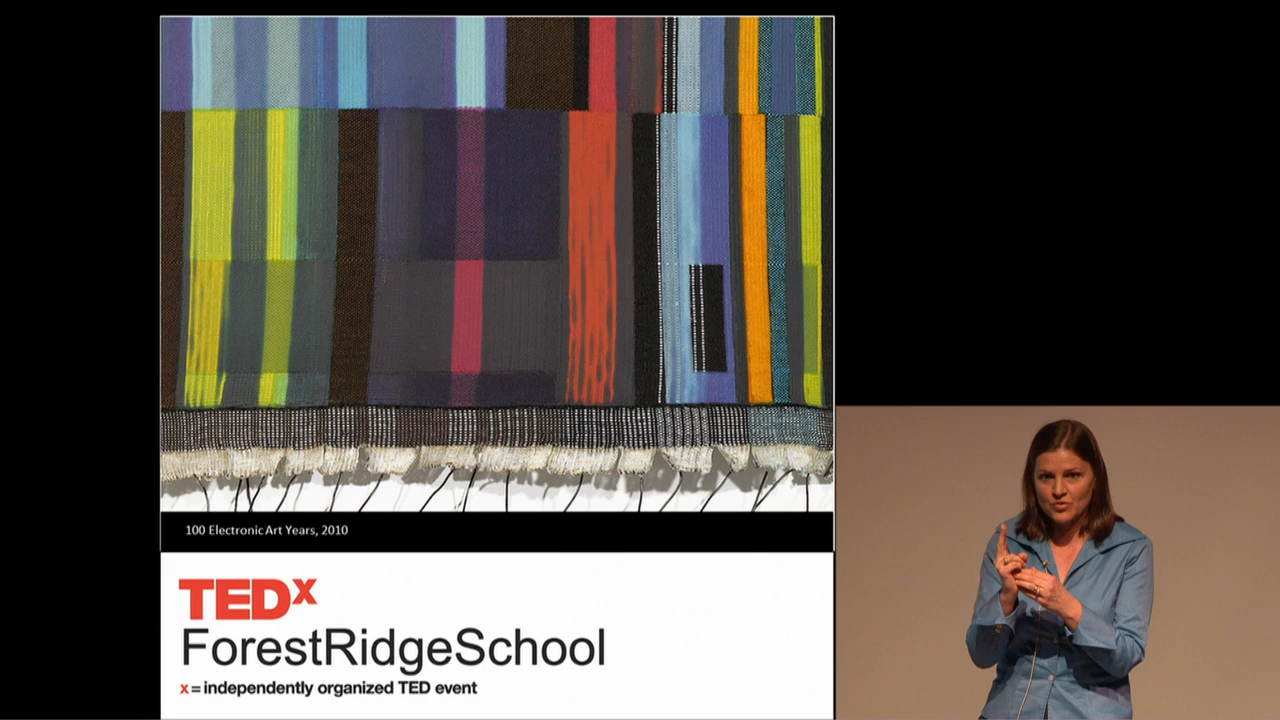 100 Electronic Art Years, 2010
TEDx
ForestRidgeSchool
x = independently organized TED event